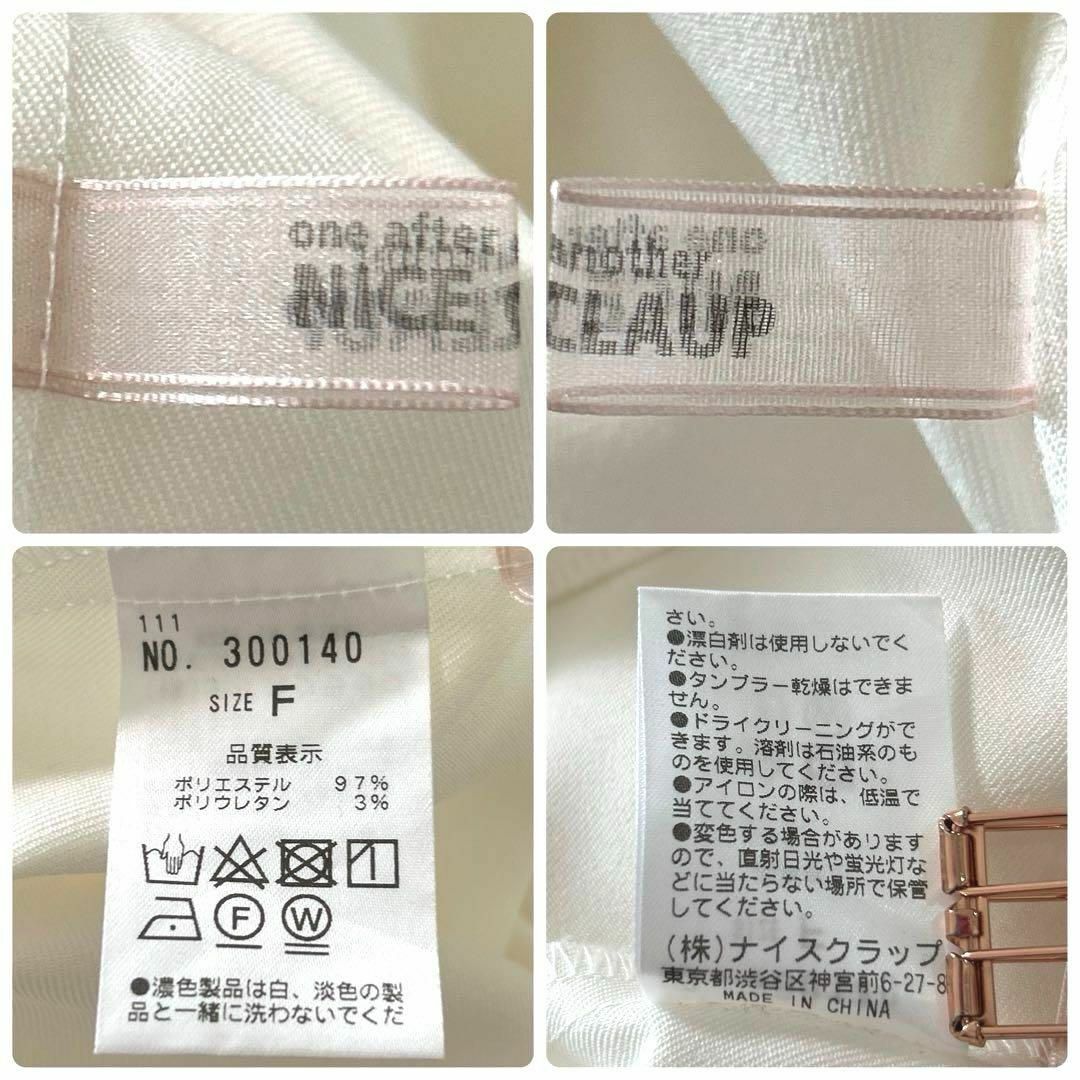 one after
another
NICE
CLAUP
111
NO. 300140
SIZE F
品質表示
ポリエステル 97%
ポリウレタン 3%
F
W
●濃色製品は白、淡色の製
品と一緒に洗わないでくだ
さい。
●漂白剤は使用しないでく
ださい。
●タンブラー乾燥はできま
せん。
●ドライクリーニングがで
きます。溶剤は石油系のも
のを使用してください。
●アイロンの際は、低温で
当ててください。
●変色する場合があります
ので、直射日光や蛍光灯な
どに当たらない場所で保管
してください。
(株)ナイスクラップ
東京都渋谷区神宮前6-27-8
MADE IN CHINA